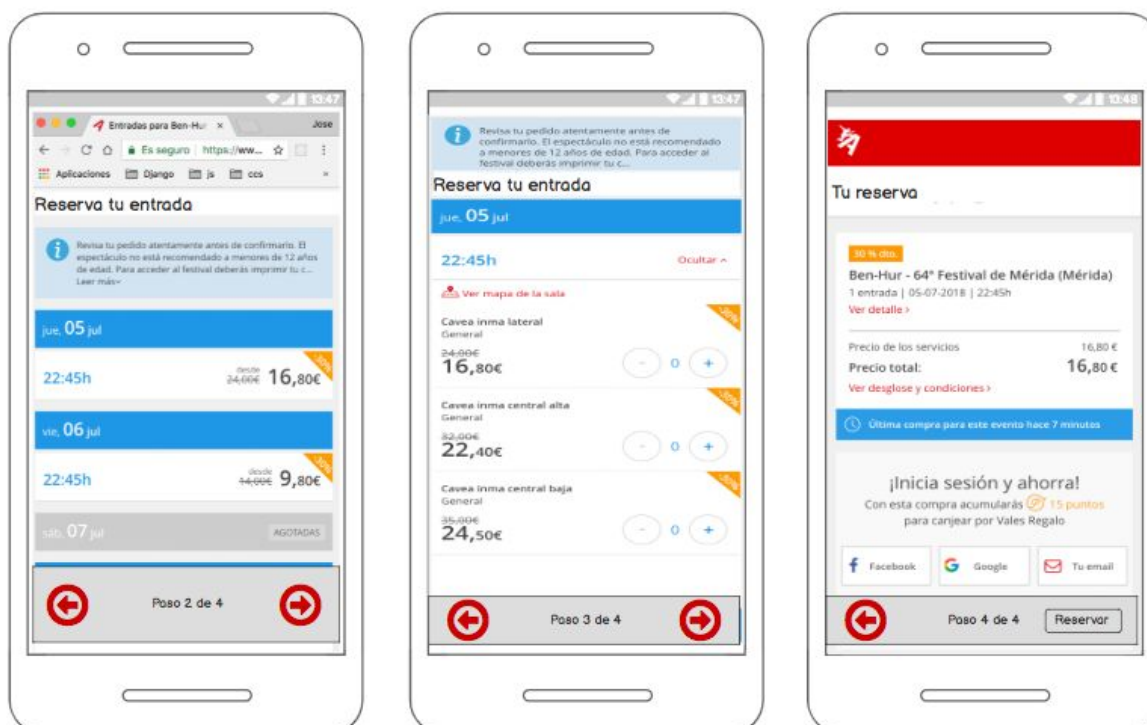 13:47
Entradas para Ben-Hur
Jose
Es seguro
https://ww...
Aplicaciones
Django
js
ccs
Reserva tu entrada
Revisa tu pedido atentamente antes de confirmarlo. El
espectáculo no está recomendado a menores de 12 años
de edad. Para acceder al festival deberás imprimir tu c...
Leer más
jue, 05 jul
-30%
22:45h
desde
24,00€
16,80€
vie, 06 jul
-30%
22:45h
desde
14,00€
9,80€
sáb, 07 jul
AGOTADAS
Paso 2 de 4
13:47
Revisa tu pedido atentamente antes de
confirmarlo. El espectáculo no está recomendado
a menores de 12 años de edad. Para acceder al
festival deberás imprimir tu c...
Reserva tu entrada
jue, 05 jul
22:45h
Ocultar
Ver mapa de la sala
-30%
Cavea inma lateral
General
24,00€
16,80€
- 0 +
-30%
Cavea inma central alta
General
32,00€
22,40€
- 0 +
-30%
Cavea inma central baja
General
35,00€
24,50€
- 0 +
Paso 3 de 4
13:48
Tu reserva
30 % dto.
Ben-Hur - 64º Festival de Mérida (Mérida)
1 entrada | 05-07-2018 | 22:45h
Ver detalle >
Precio de los servicios 16,80 €
Precio total: 16,80 €
Ver desglose y condiciones >
Última compra para este evento hace 7 minutos
¡Inicia sesión y ahorra!
Con esta compra acumularás 15 puntos
para canjear por Vales Regalo
Facebook
Google
Tu email
Paso 4 de 4
Reservar